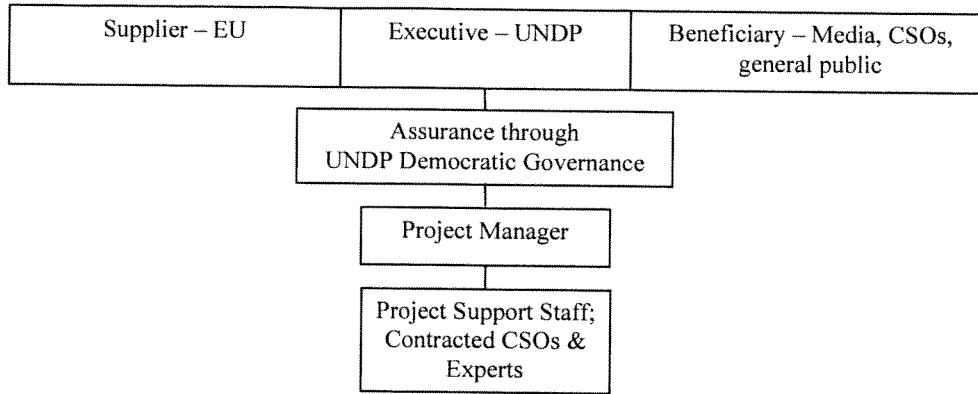 Supplier – EU
Executive – UNDP
Beneficiary – Media, CSOs,
general public
Assurance through
UNDP Democratic Governance
Project Manager
Project Support Staff;
Contracted CSOs &
Experts